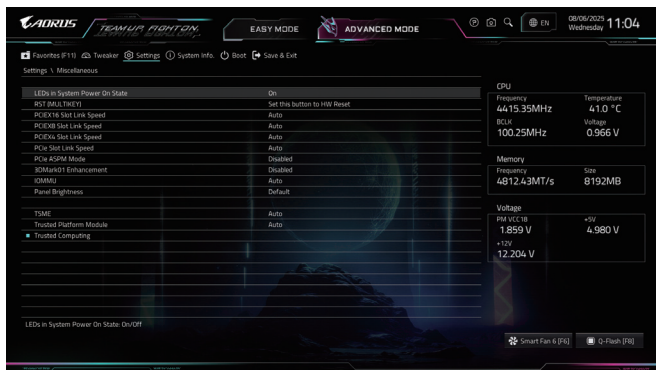 AORUS
TEAM UP. FIGHT ON.
EASY MODE
ADVANCED MODE
EN
08/06/2025
Wednesday
11:04
Favorites (F11)
Tweaker
Settings
System Info.
Boot
Save & Exit
Settings \ Miscellaneous
LEDs in System Power On State On
RST (MULTIKEY) Set this button to HW Reset
PCIEX16 Slot Link Speed Auto
PCIEX8 Slot Link Speed Auto
PCIEX4 Slot Link Speed Auto
PCIe Slot Link Speed Auto
PCIe ASPM Mode Disabled
3DMark01 Enhancement Disabled
IOMMU Auto
Panel Brightness Default
TSME Auto
Trusted Platform Module Auto
Trusted Computing
LEDs in System Power On State: On/Off
CPU
Frequency Temperature
4415.35MHz 41.0 °C
BCLK Voltage
100.25MHz 0.966 V
Memory
Frequency Size
4812.43MT/s 8192MB
Voltage
PM VCC18 +5V
1.859 V 4.980 V
+12V
12.204 V
Smart Fan 6 [F6]
Q-Flash [F8]